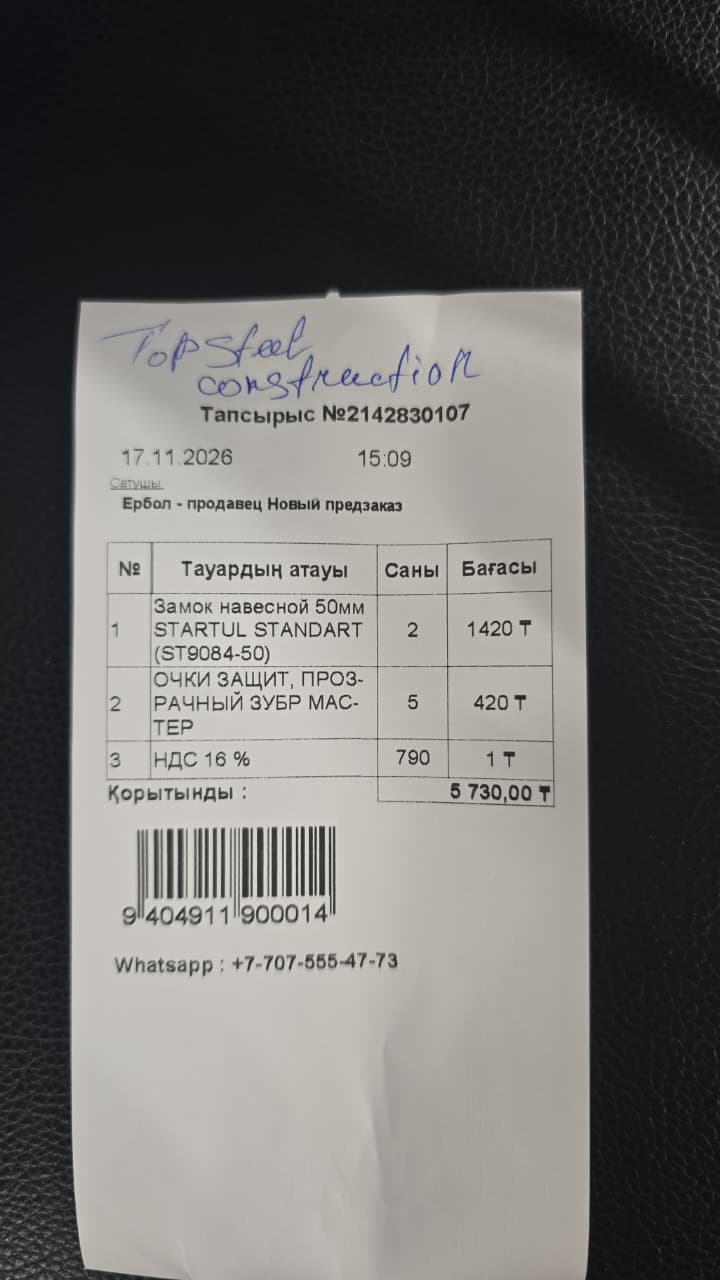 Topsteel
construction
Тапсырыс №2142830107
17.11.2026 15:09
Сатушы
Ербол - продавец Новый предзаказ
№ Тауардың атауы Саны Бағасы
Замок навесной 50мм
1 STARTUL STANDART 2 1420 ₸
(ST9084-50)
ОЧКИ ЗАЩИТ, ПРОЗ-
2 РАЧНЫЙ ЗУБР МАС- 5 420 ₸
ТЕР
3 НДС 16 % 790 1 ₸
Қорытынды : 5 730,00 ₸
9 404911 900014
Whatsapp : +7-707-555-47-73